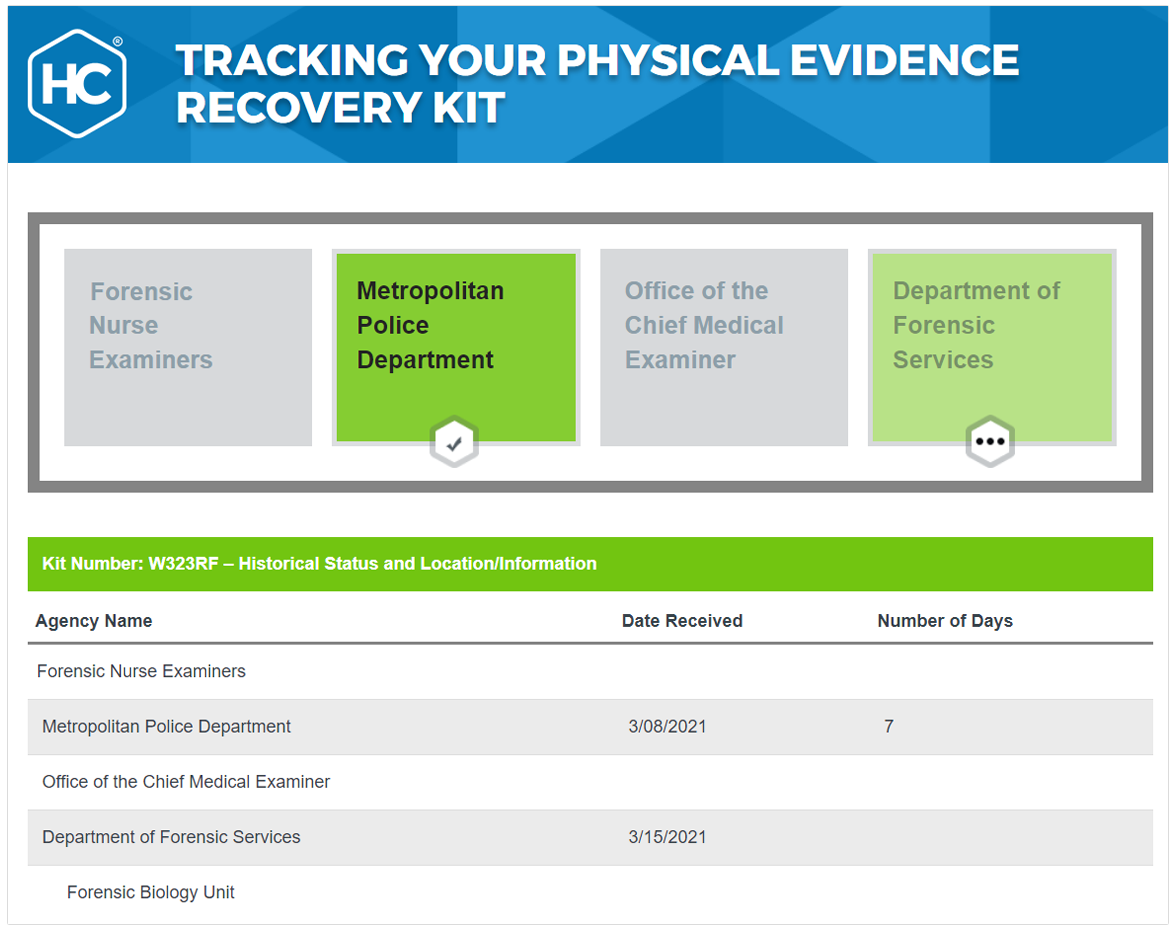 HC®
TRACKING YOUR PHYSICAL EVIDENCE
RECOVERY KIT
Forensic
Nurse
Examiners
Metropolitan
Police
Department
Office of the
Chief Medical
Examiner
Department of
Forensic
Services
Kit Number: W323RF – Historical Status and Location/Information
Agency Name Date Received Number of Days
Forensic Nurse Examiners
Metropolitan Police Department 3/08/2021 7
Office of the Chief Medical Examiner
Department of Forensic Services 3/15/2021
Forensic Biology Unit